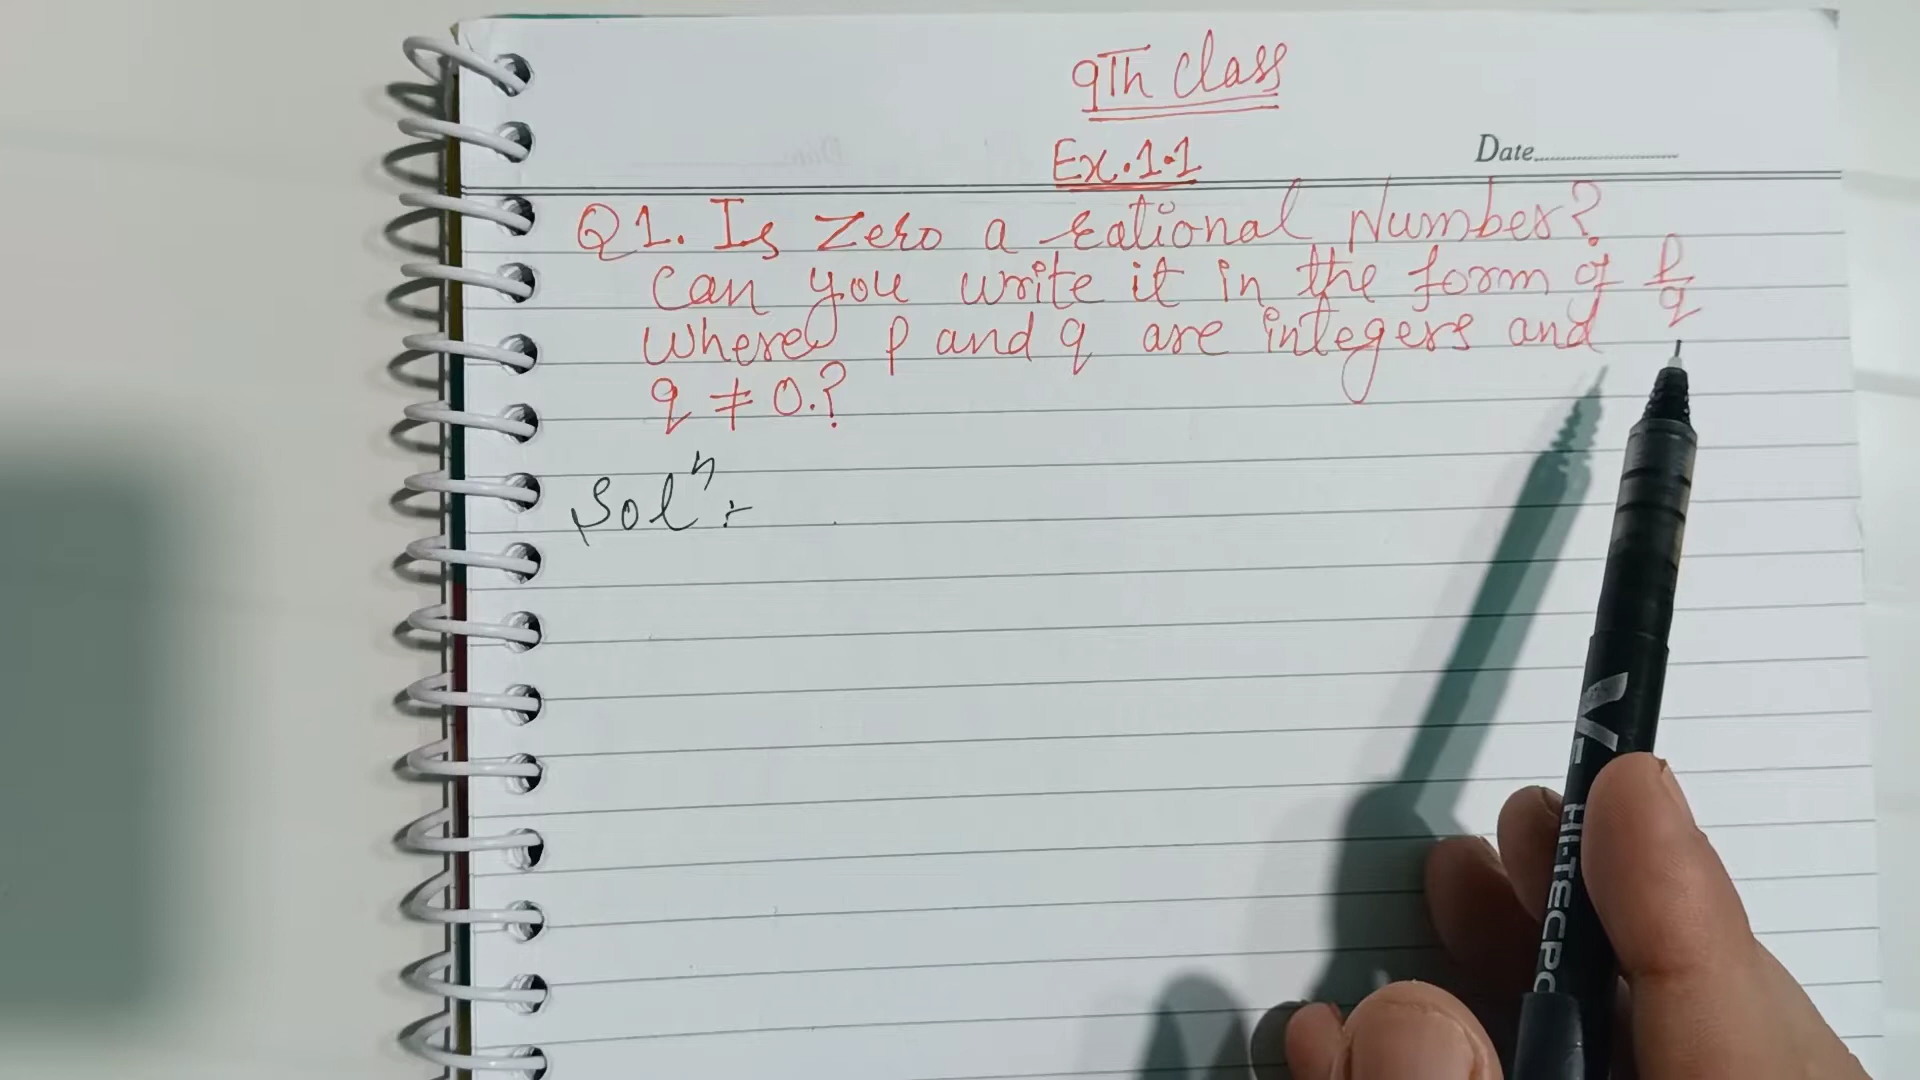 9Th Class
Ex.1.1
Date
Q1. Is Zero a rational Number?
Can you write it in the form of p/q
Where p and q are integers and
q ≠ 0.?
Solⁿ :-
V5
HI-TECPO